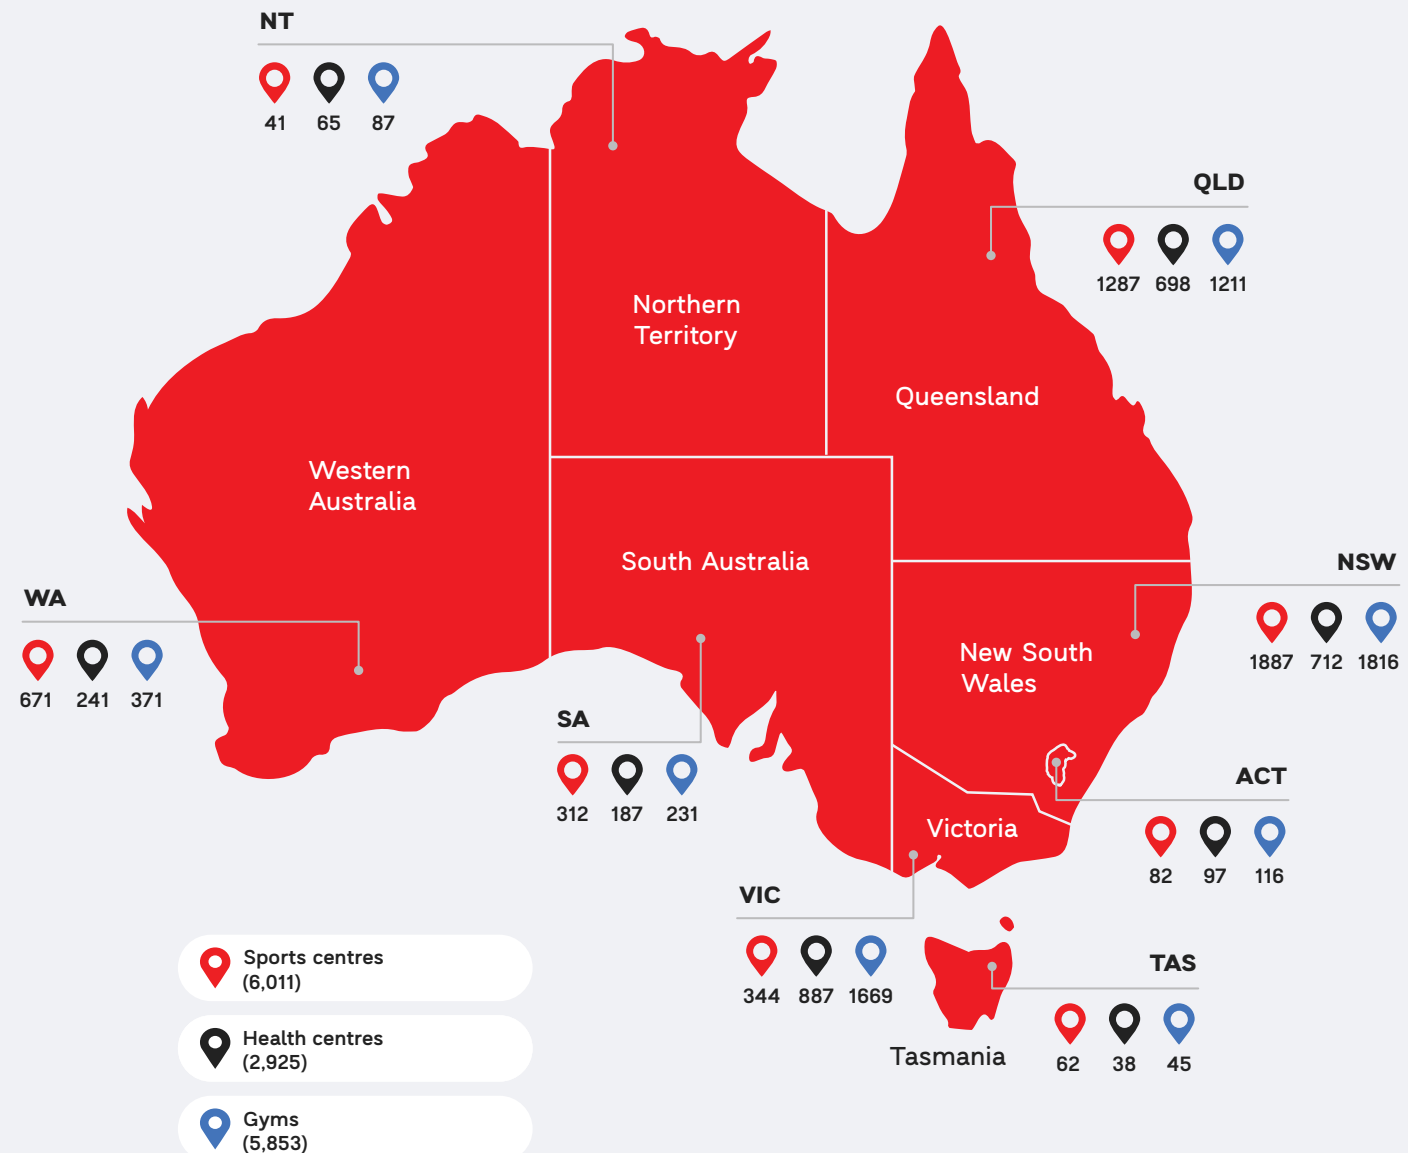 NT
41 65 87
QLD
1287 698 1211
Northern
Territory
Queensland
Western
Australia
South Australia
NSW
1887 712 1816
WA
671 241 371
New South
Wales
SA
312 187 231
ACT
82 97 116
Victoria
VIC
344 887 1669
TAS
62 38 45
Tasmania
Sports centres
(6,011)
Health centres
(2,925)
Gyms
(5,853)